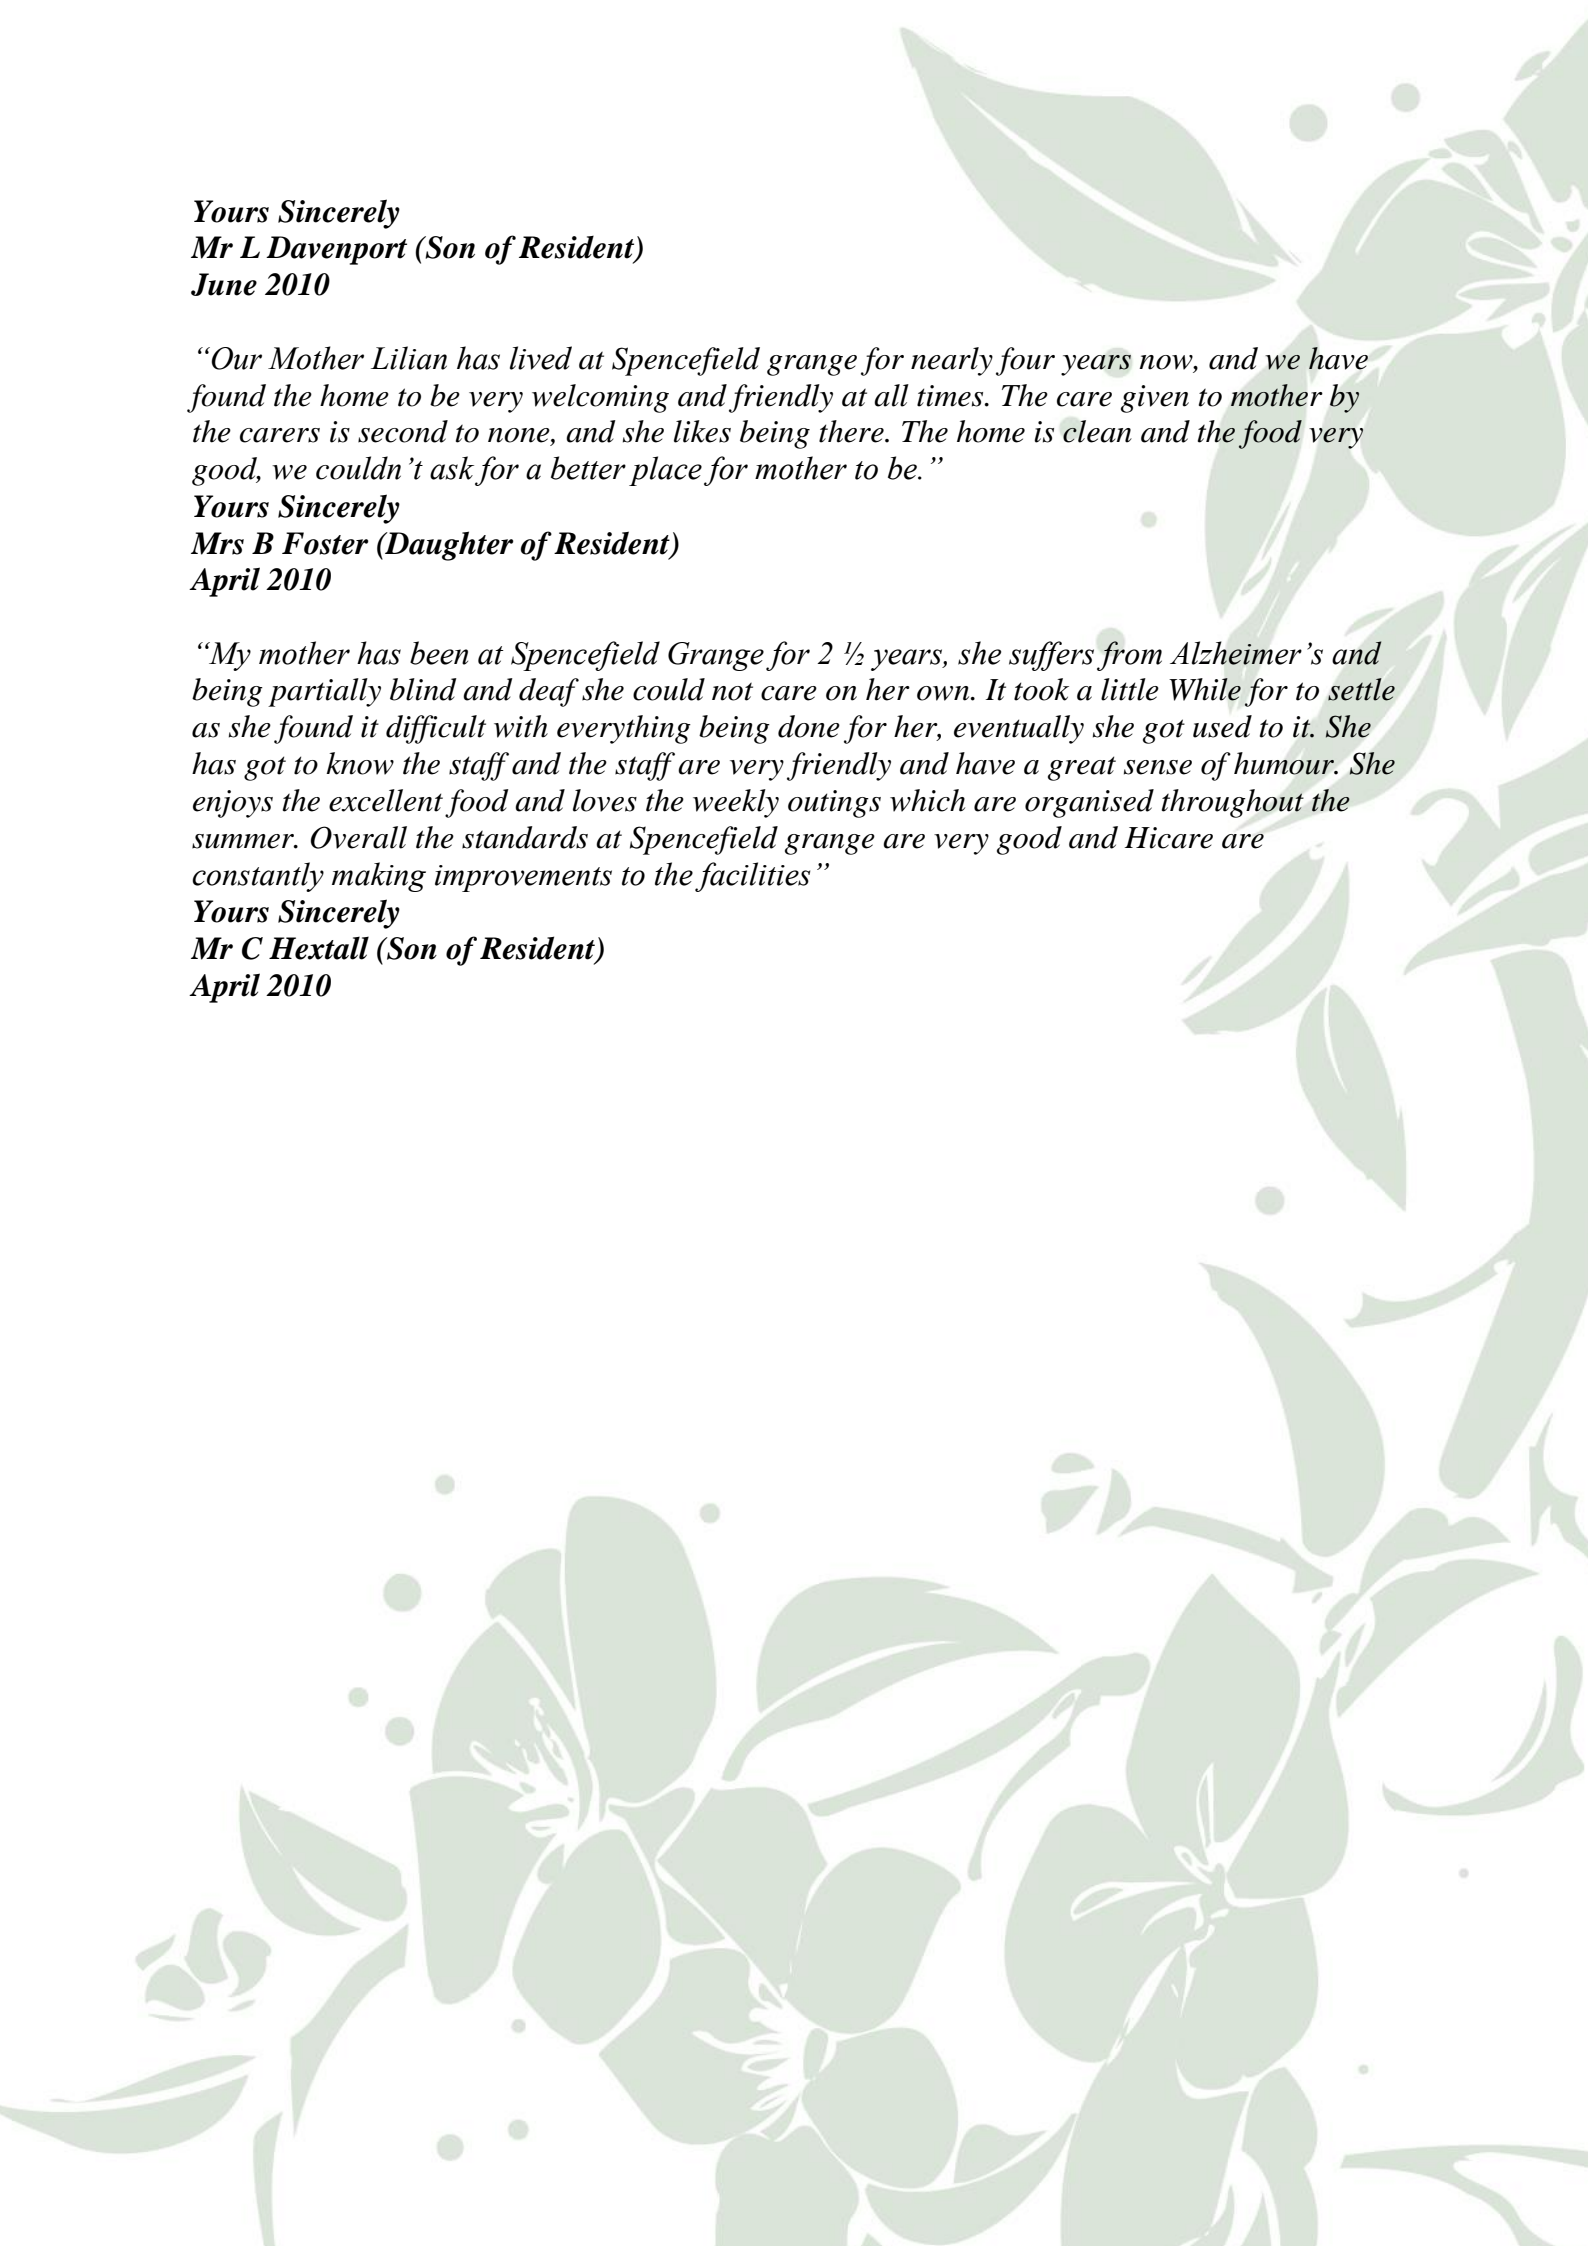 Yours Sincerely
Mr L Davenport (Son of Resident)
June 2010
“Our Mother Lilian has lived at Spencefield grange for nearly four years now, and we have
found the home to be very welcoming and friendly at all times. The care given to mother by
the carers is second to none, and she likes being there. The home is clean and the food very
good, we couldn’t ask for a better place for mother to be.”
Yours Sincerely
Mrs B Foster (Daughter of Resident)
April 2010
“My mother has been at Spencefield Grange for 2 ½ years, she suffers from Alzheimer’s and
being partially blind and deaf she could not care on her own. It took a little While for to settle
as she found it difficult with everything being done for her, eventually she got used to it. She
has got to know the staff and the staff are very friendly and have a great sense of humour. She
enjoys the excellent food and loves the weekly outings which are organised throughout the
summer. Overall the standards at Spencefield grange are very good and Hicare are
constantly making improvements to the facilities”
Yours Sincerely
Mr C Hextall (Son of Resident)
April 2010